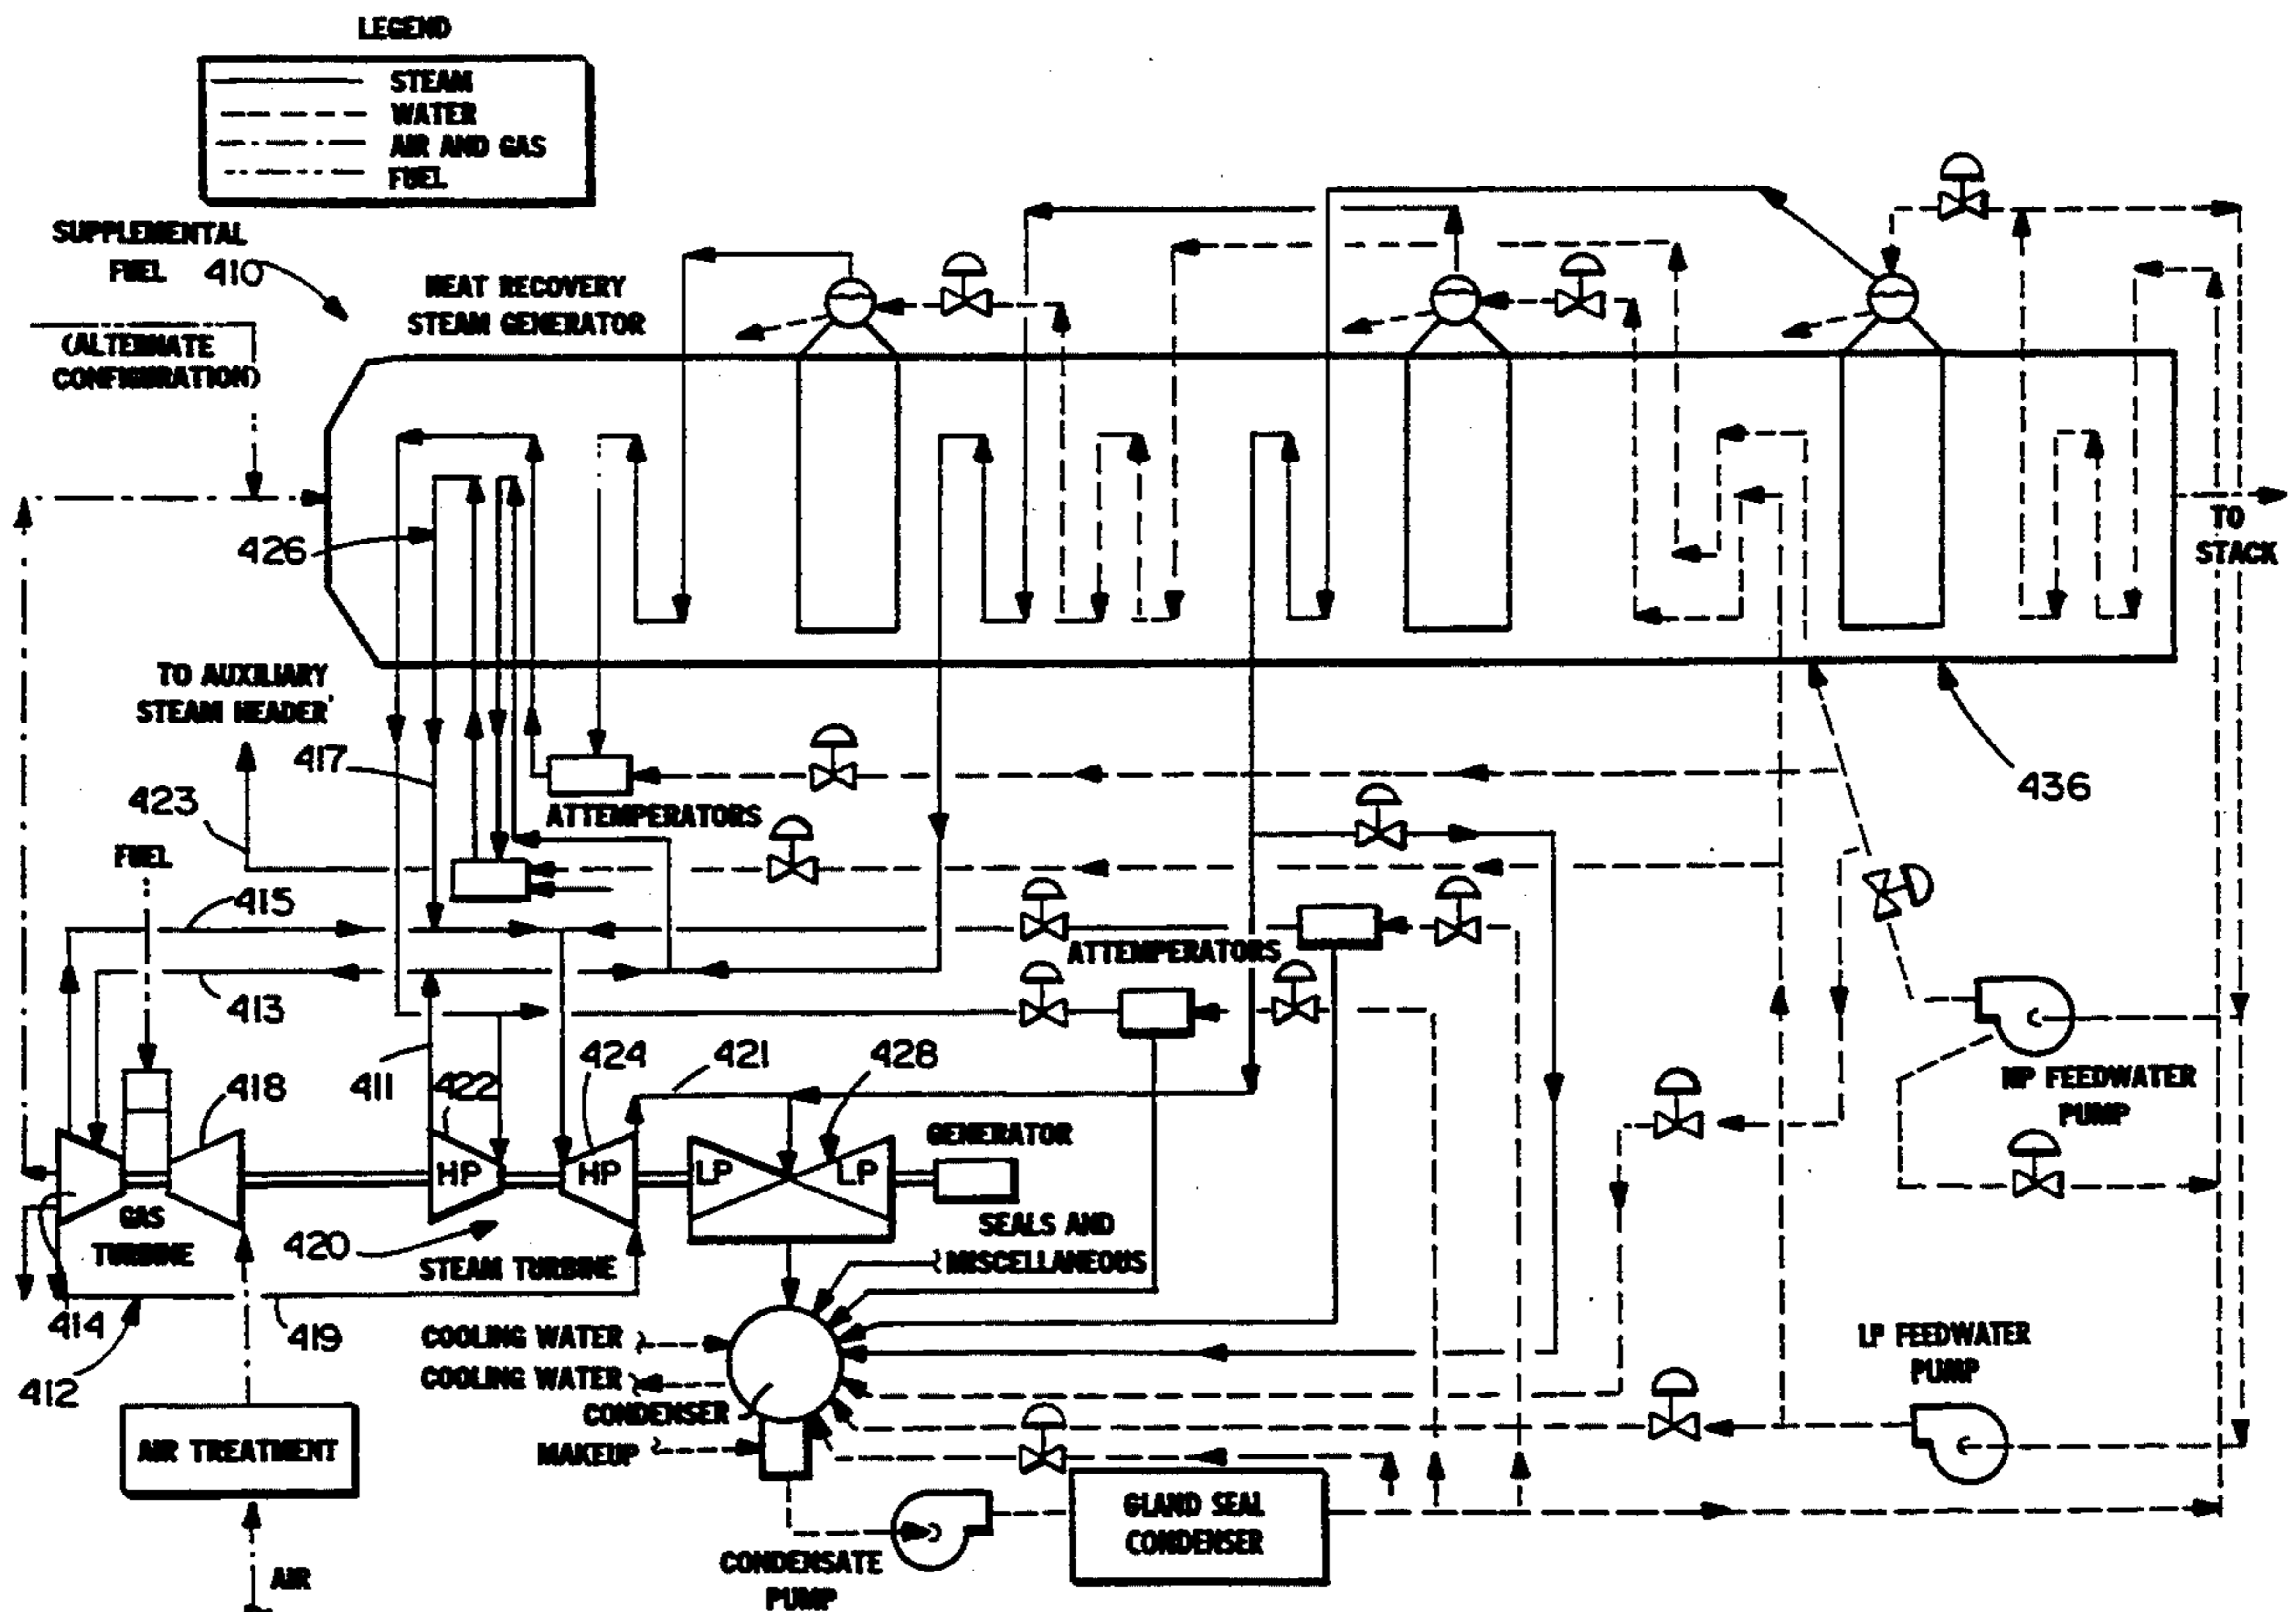 LEGEND
STEAM
WATER
AIR AND GAS
FUEL
SUPPLEMENTAL
FUEL
410
HEAT RECOVERY
STEAM GENERATOR
(ALTERNATE
CONFIGURATION)
426
TO
STACK
TO AUXILIARY
STEAM HEADER
417
436
423
ATTEMPERATORS
FUEL
415
ATTEMPERATORS
413
424
421
428
411
422
418
HP FEEDWATER
PUMP
GENERATOR
HP
HP
LP
LP
GAS
TURBINE
420
STEAM TURBINE
SEALS AND
MISCELLANEOUS
414
419
412
COOLING WATER
COOLING WATER
CONDENSER
MAKEUP
LP FEEDWATER
PUMP
AIR TREATMENT
GLAND SEAL
CONDENSER
CONDENSATE
PUMP
AIR